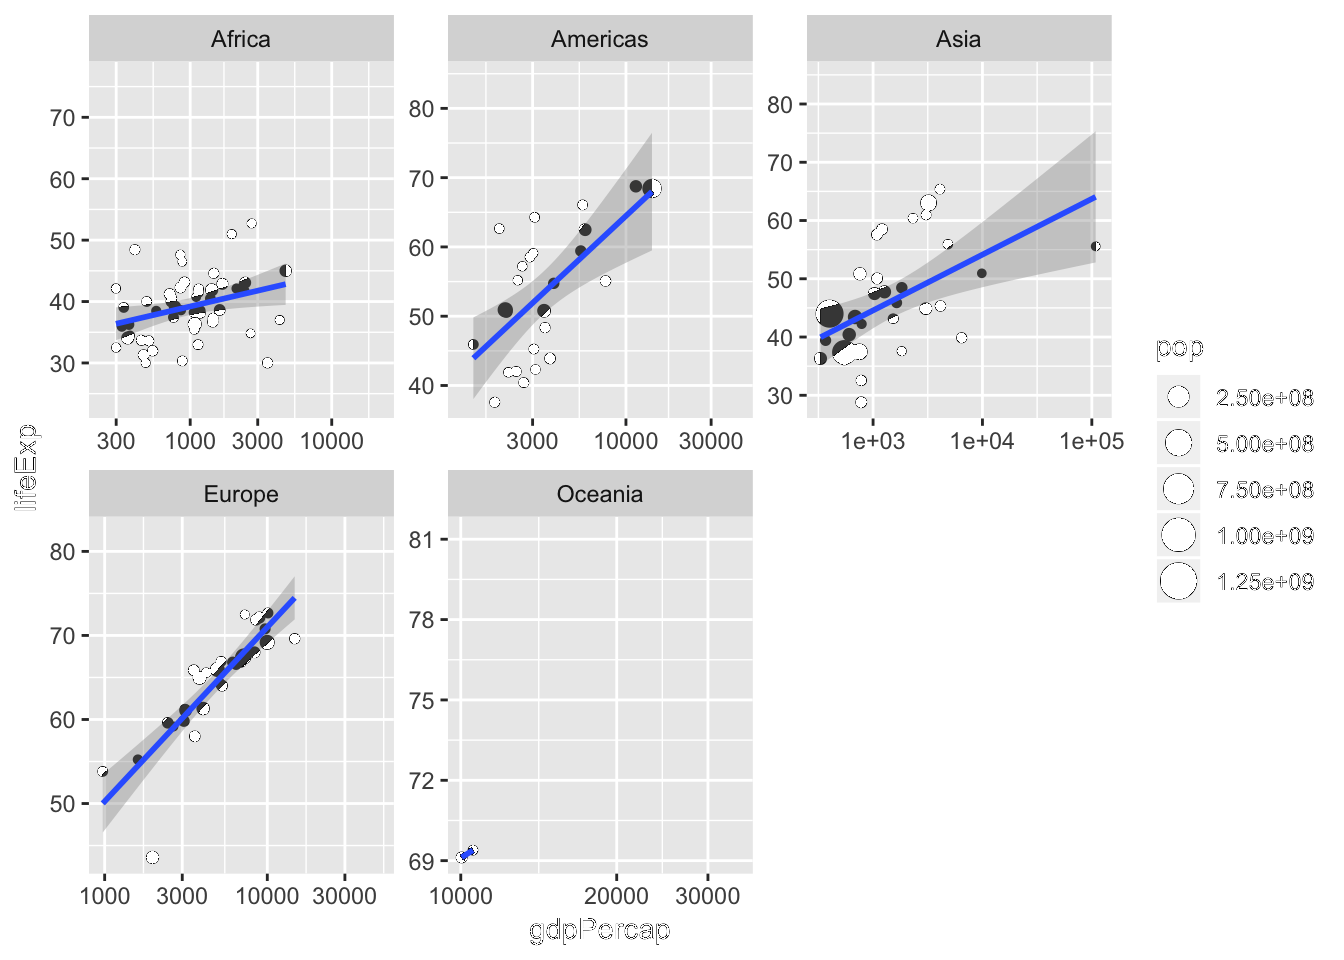 Africa
Americas
Asia
70
60
50
40
30
80
70
60
50
40
80
70
60
50
40
30
300 1000 3000 10000
3000 10000 30000
1e+03 1e+04 1e+05
lifeExp
pop
2.50e+08
5.00e+08
7.50e+08
1.00e+09
1.25e+09
Europe
Oceania
80
70
60
50
81
78
75
72
69
1000 3000 10000 30000
10000 20000 30000
gdpPercap